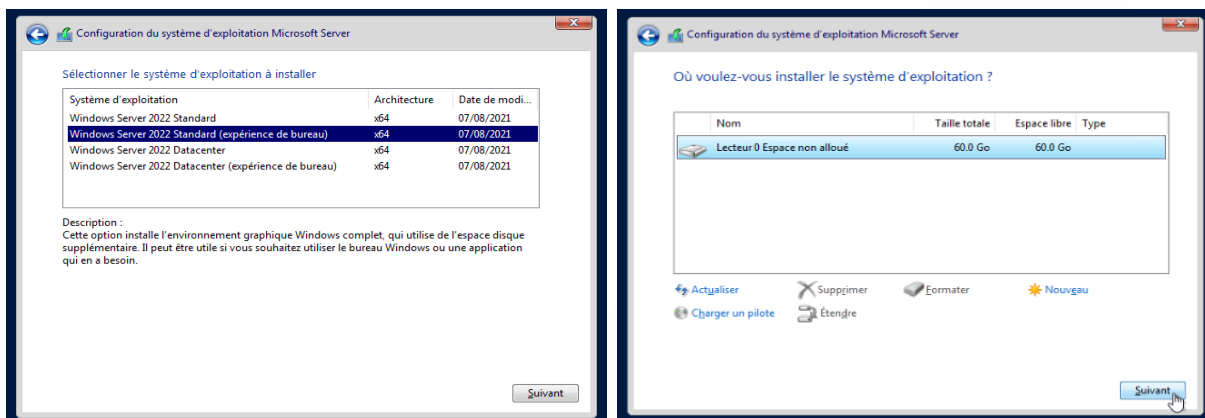 Configuration du système d'exploitation Microsoft Server
Sélectionner le système d'exploitation à installer
Système d'exploitation Architecture Date de modi...
Windows Server 2022 Standard x64 07/08/2021
Windows Server 2022 Standard (expérience de bureau) x64 07/08/2021
Windows Server 2022 Datacenter x64 07/08/2021
Windows Server 2022 Datacenter (expérience de bureau) x64 07/08/2021
Description :
Cette option installe l'environnement graphique Windows complet, qui utilise de l'espace disque
supplémentaire. Il peut être utile si vous souhaitez utiliser le bureau Windows ou une application
qui en a besoin.
Suivant
Configuration du système d'exploitation Microsoft Server
Où voulez-vous installer le système d'exploitation ?
Nom Taille totale Espace libre Type
Lecteur 0 Espace non alloué 60.0 Go 60.0 Go
Actualiser Supprimer Formater Nouveau
Charger un pilote Étendre
Suivant